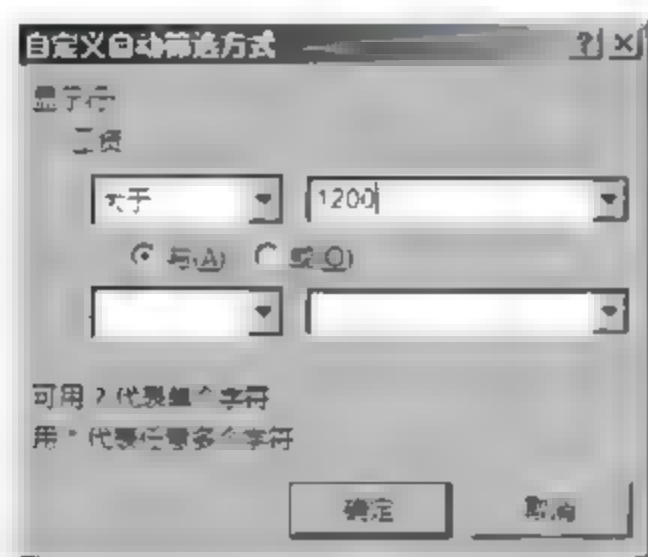 自定义自动筛选方式
显示行
工资
大于 1200
与(A) 或(O)
可用 ? 代表单个字符
用 * 代表任意多个字符
确定 取消